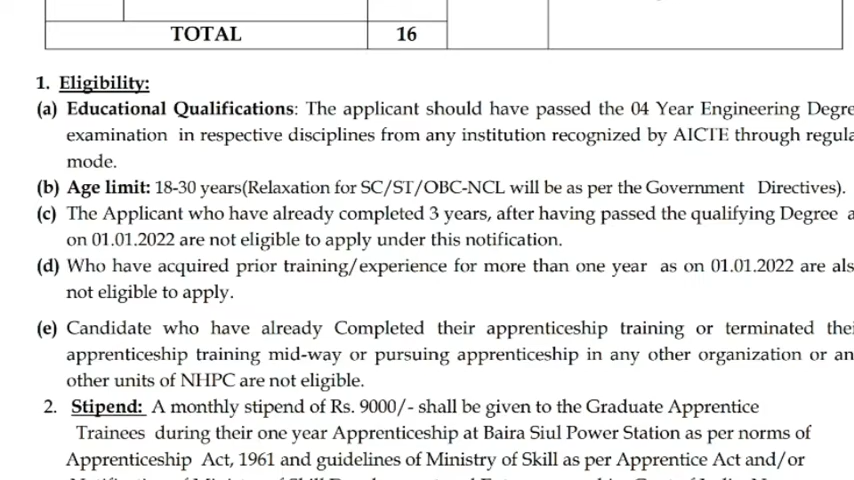 TOTAL 16
1. Eligibility:
(a) Educational Qualifications: The applicant should have passed the 04 Year Engineering Degre
examination in respective disciplines from any institution recognized by AICTE through regula
mode.
(b) Age limit: 18-30 years(Relaxation for SC/ST/OBC-NCL will be as per the Government Directives).
(c) The Applicant who have already completed 3 years, after having passed the qualifying Degree a
on 01.01.2022 are not eligible to apply under this notification.
(d) Who have acquired prior training/experience for more than one year as on 01.01.2022 are als
not eligible to apply.
(e) Candidate who have already Completed their apprenticeship training or terminated thei
apprenticeship training mid-way or pursuing apprenticeship in any other organization or an
other units of NHPC are not eligible.
2. Stipend: A monthly stipend of Rs. 9000/- shall be given to the Graduate Apprentice
Trainees during their one year Apprenticeship at Baira Siul Power Station as per norms of
Apprenticeship Act, 1961 and guidelines of Ministry of Skill as per Apprentice Act and/or